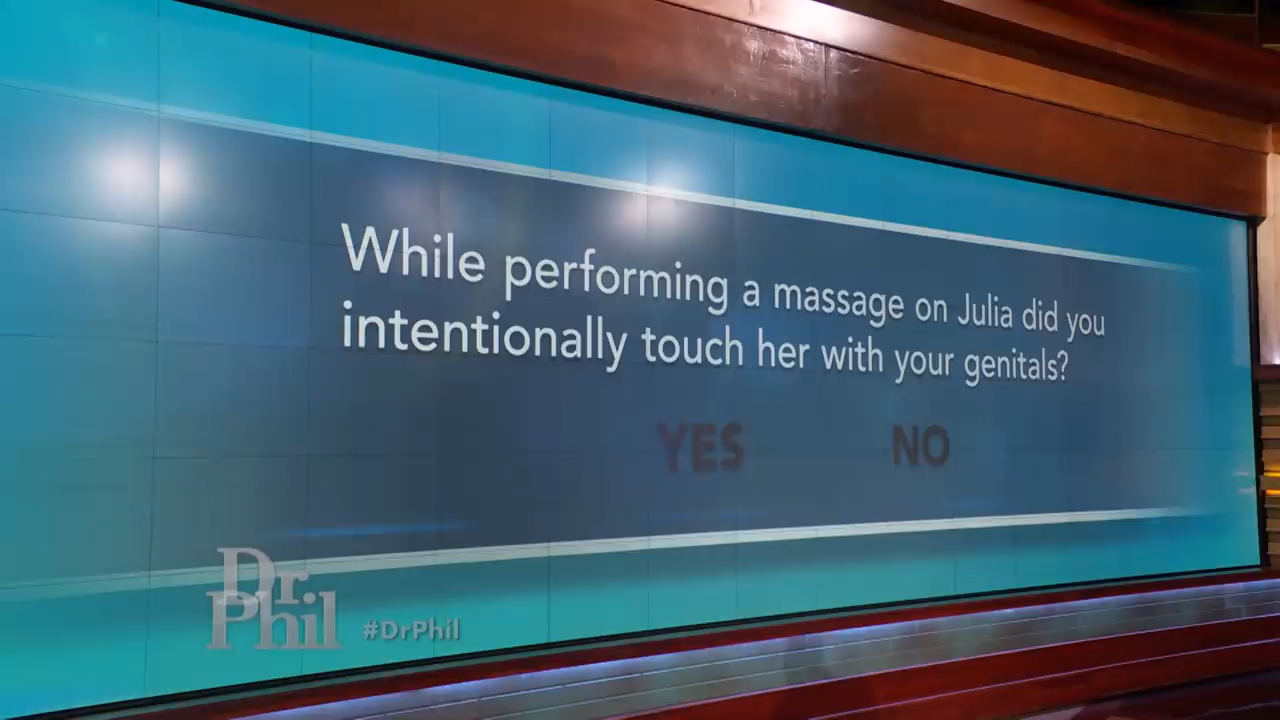 While performing a massage on Julia did you
intentionally touch her with your genitals?
YES NO
Dr.
Phil
#DrPhil